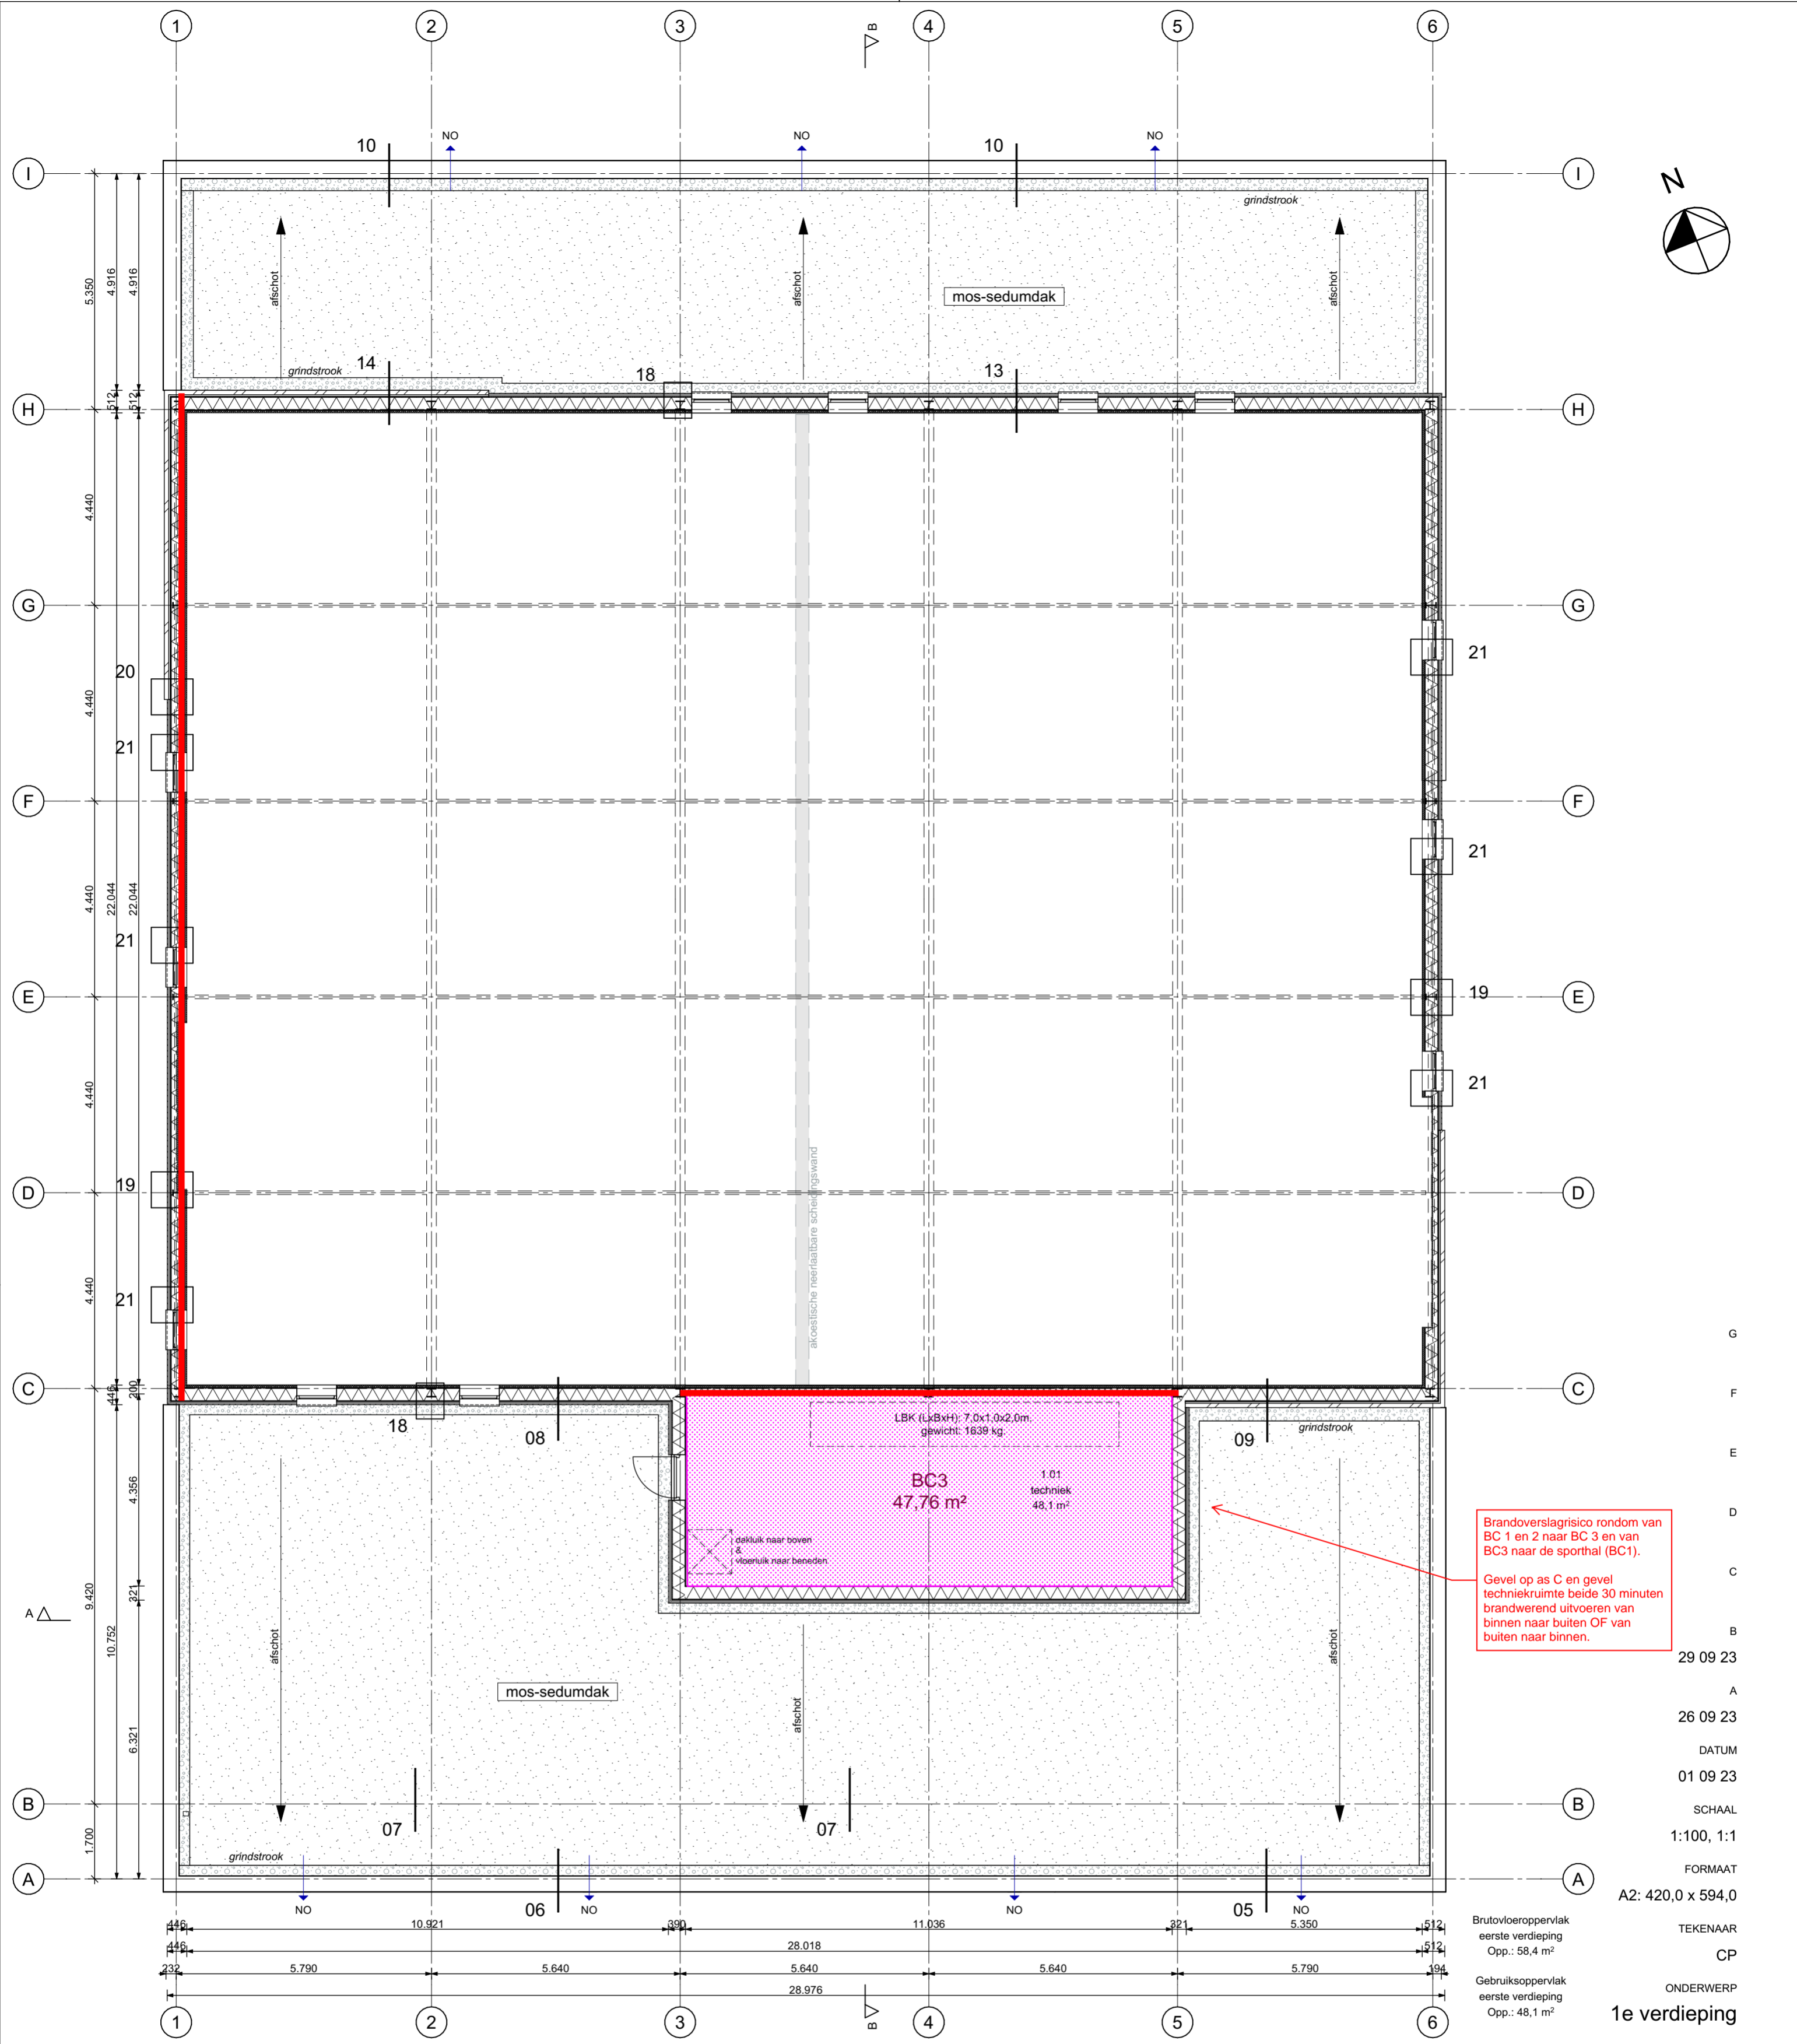 1 2 3 4 5 6
B
NO NO NO
10 10
I I
N
grindstrook
afschot afschot afschot
mos-sedumdak
5.350 4.916 4.916
14 18 13
grindstrook
512 512
H H
4.440
G G
20 21
4.440
21
F F
21
4.440 22.044 22.044
21
E 19 E
4.440
21
akoestische neerlaatbare scheidingswand
D 19 D
4.440
21
C C
446 200
18 08 09
LBK (LxBxH): 7,0x1,0x2,0m.
gewicht: 1639 kg.
grindstrook
BC3
47,76 m²
1.01
techniek
48,1 m²
dakluik naar boven
&
vloerluik naar beneden
4.356
321
9.420
10.752
6.321
1.700
A
afschot afschot afschot
mos-sedumdak
Brandoverslagrisico rondom van
BC 1 en 2 naar BC 3 en van
BC3 naar de sporthal (BC1).
Gevel op as C en gevel
techniekruimte beide 30 minuten
brandwerend uitvoeren van
binnen naar buiten OF van
buiten naar binnen.
B B
07 07
grindstrook
A A
NO 06 NO NO 05 NO
446 10.921 390 11.036 321 5.350 512
446 28.018 512
232 5.790 5.640 5.640 5.640 5.790 194
28.976
B
1 2 3 4 5 6
Brutovloeroppervlak
eerste verdieping
Opp.: 58,4 m²
Gebruiksoppervlak
eerste verdieping
Opp.: 48,1 m²
G
F
E
D
C
B
29 09 23
A
26 09 23
DATUM
01 09 23
SCHAAL
1:100, 1:1
FORMAAT
A2: 420,0 x 594,0
TEKENAAR
CP
ONDERWERP
1e verdieping